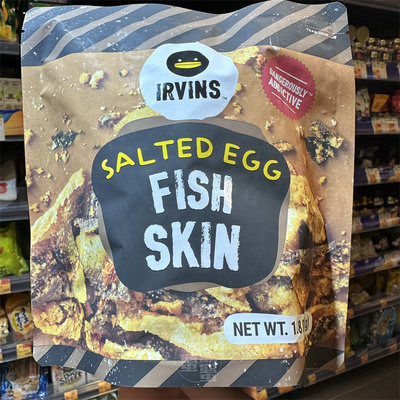 IRVINS
DANGEROUSLY
ADDICTIVE
SALTED EGG
FISH
SKIN
NET WT.